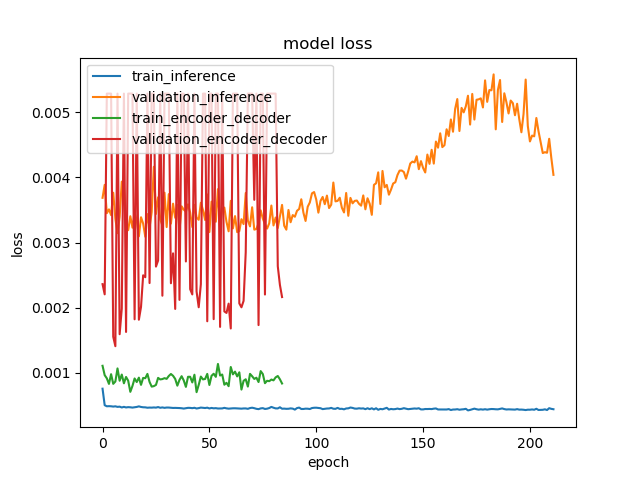 model loss
train_inference
validation_inference
train_encoder_decoder
validation_encoder_decoder
0.005
0.004
0.003
0.002
0.001
loss
0 50 100 150 200
epoch